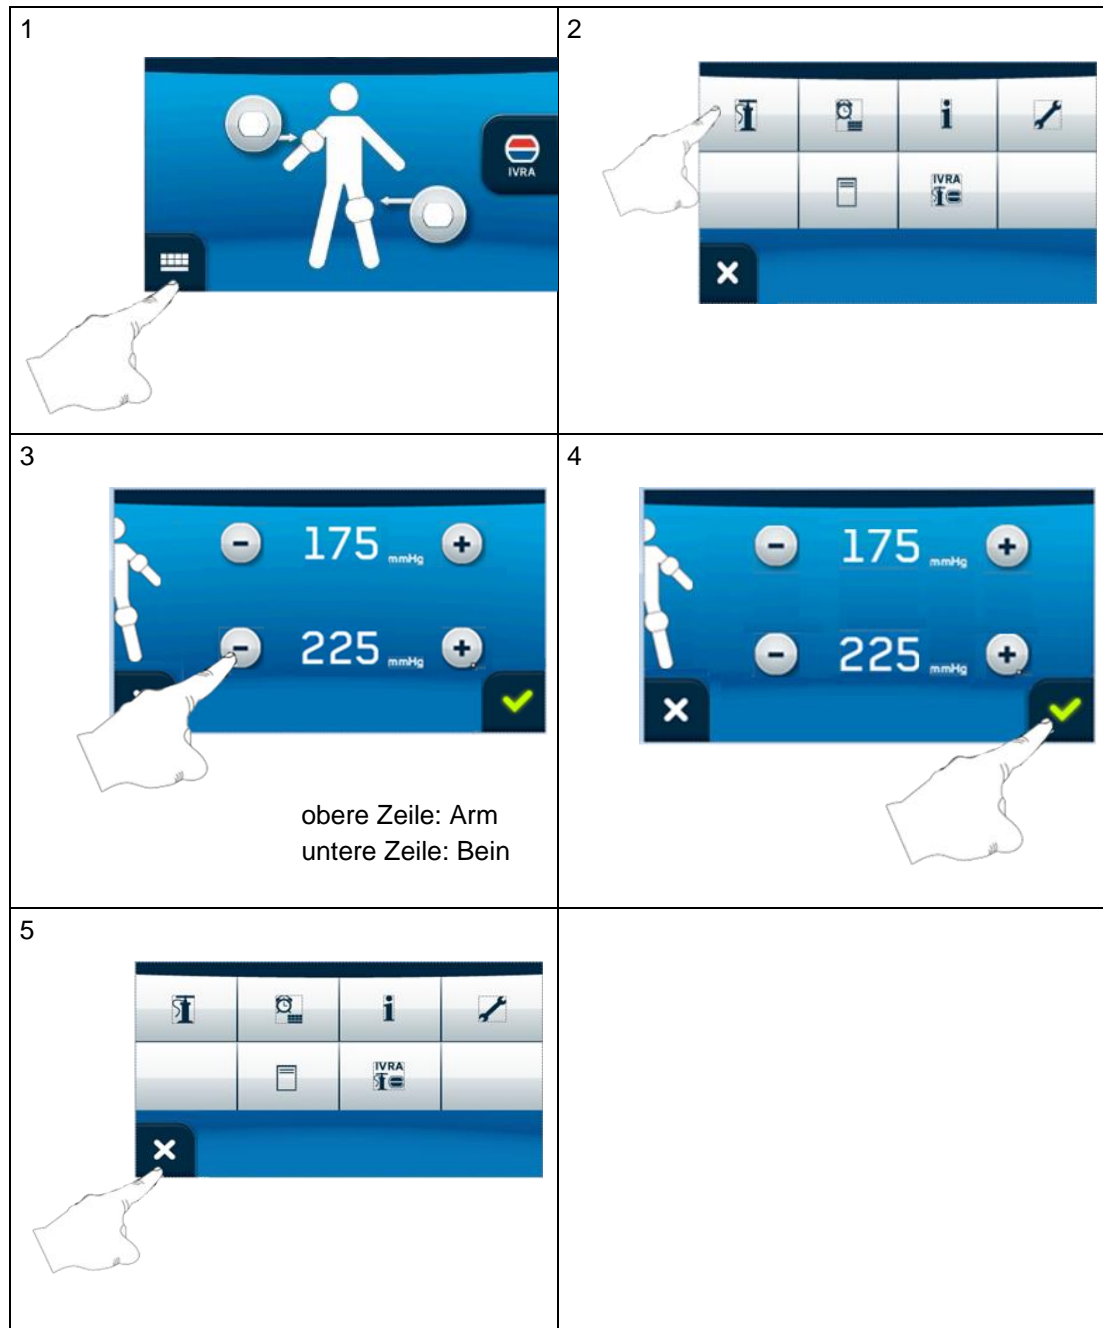 1
IVRA
2
IVRA
3
175 mmHg
225 mmHg
obere Zeile: Arm
untere Zeile: Bein
4
175 mmHg
225 mmHg
5
IVRA